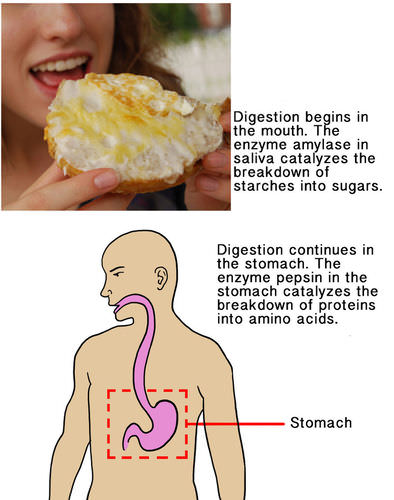 Digestion begins in
the mouth. The
enzyme amylase in
saliva catalyzes the
breakdown of
starches into sugars.
Digestion continues in
the stomach. The
enzyme pepsin in the
stomach catalyzes the
breakdown of proteins
into amino acids.
Stomach